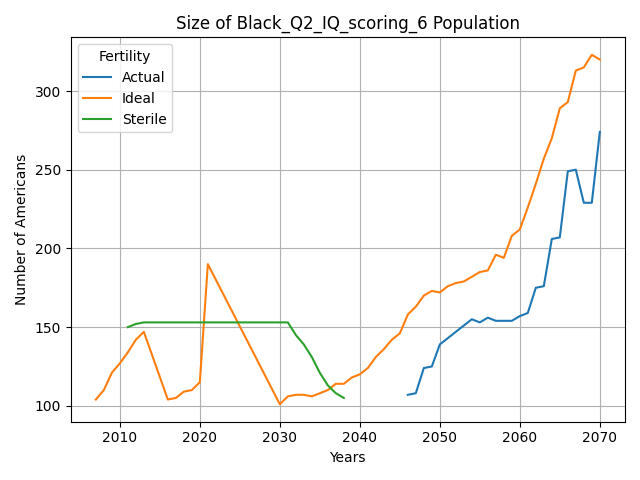 Size of Black_Q2_IQ_scoring_6 Population
Fertility
Actual
Ideal
Sterile
Number of Americans
300
250
200
150
100
2010 2020 2030 2040 2050 2060 2070
Years